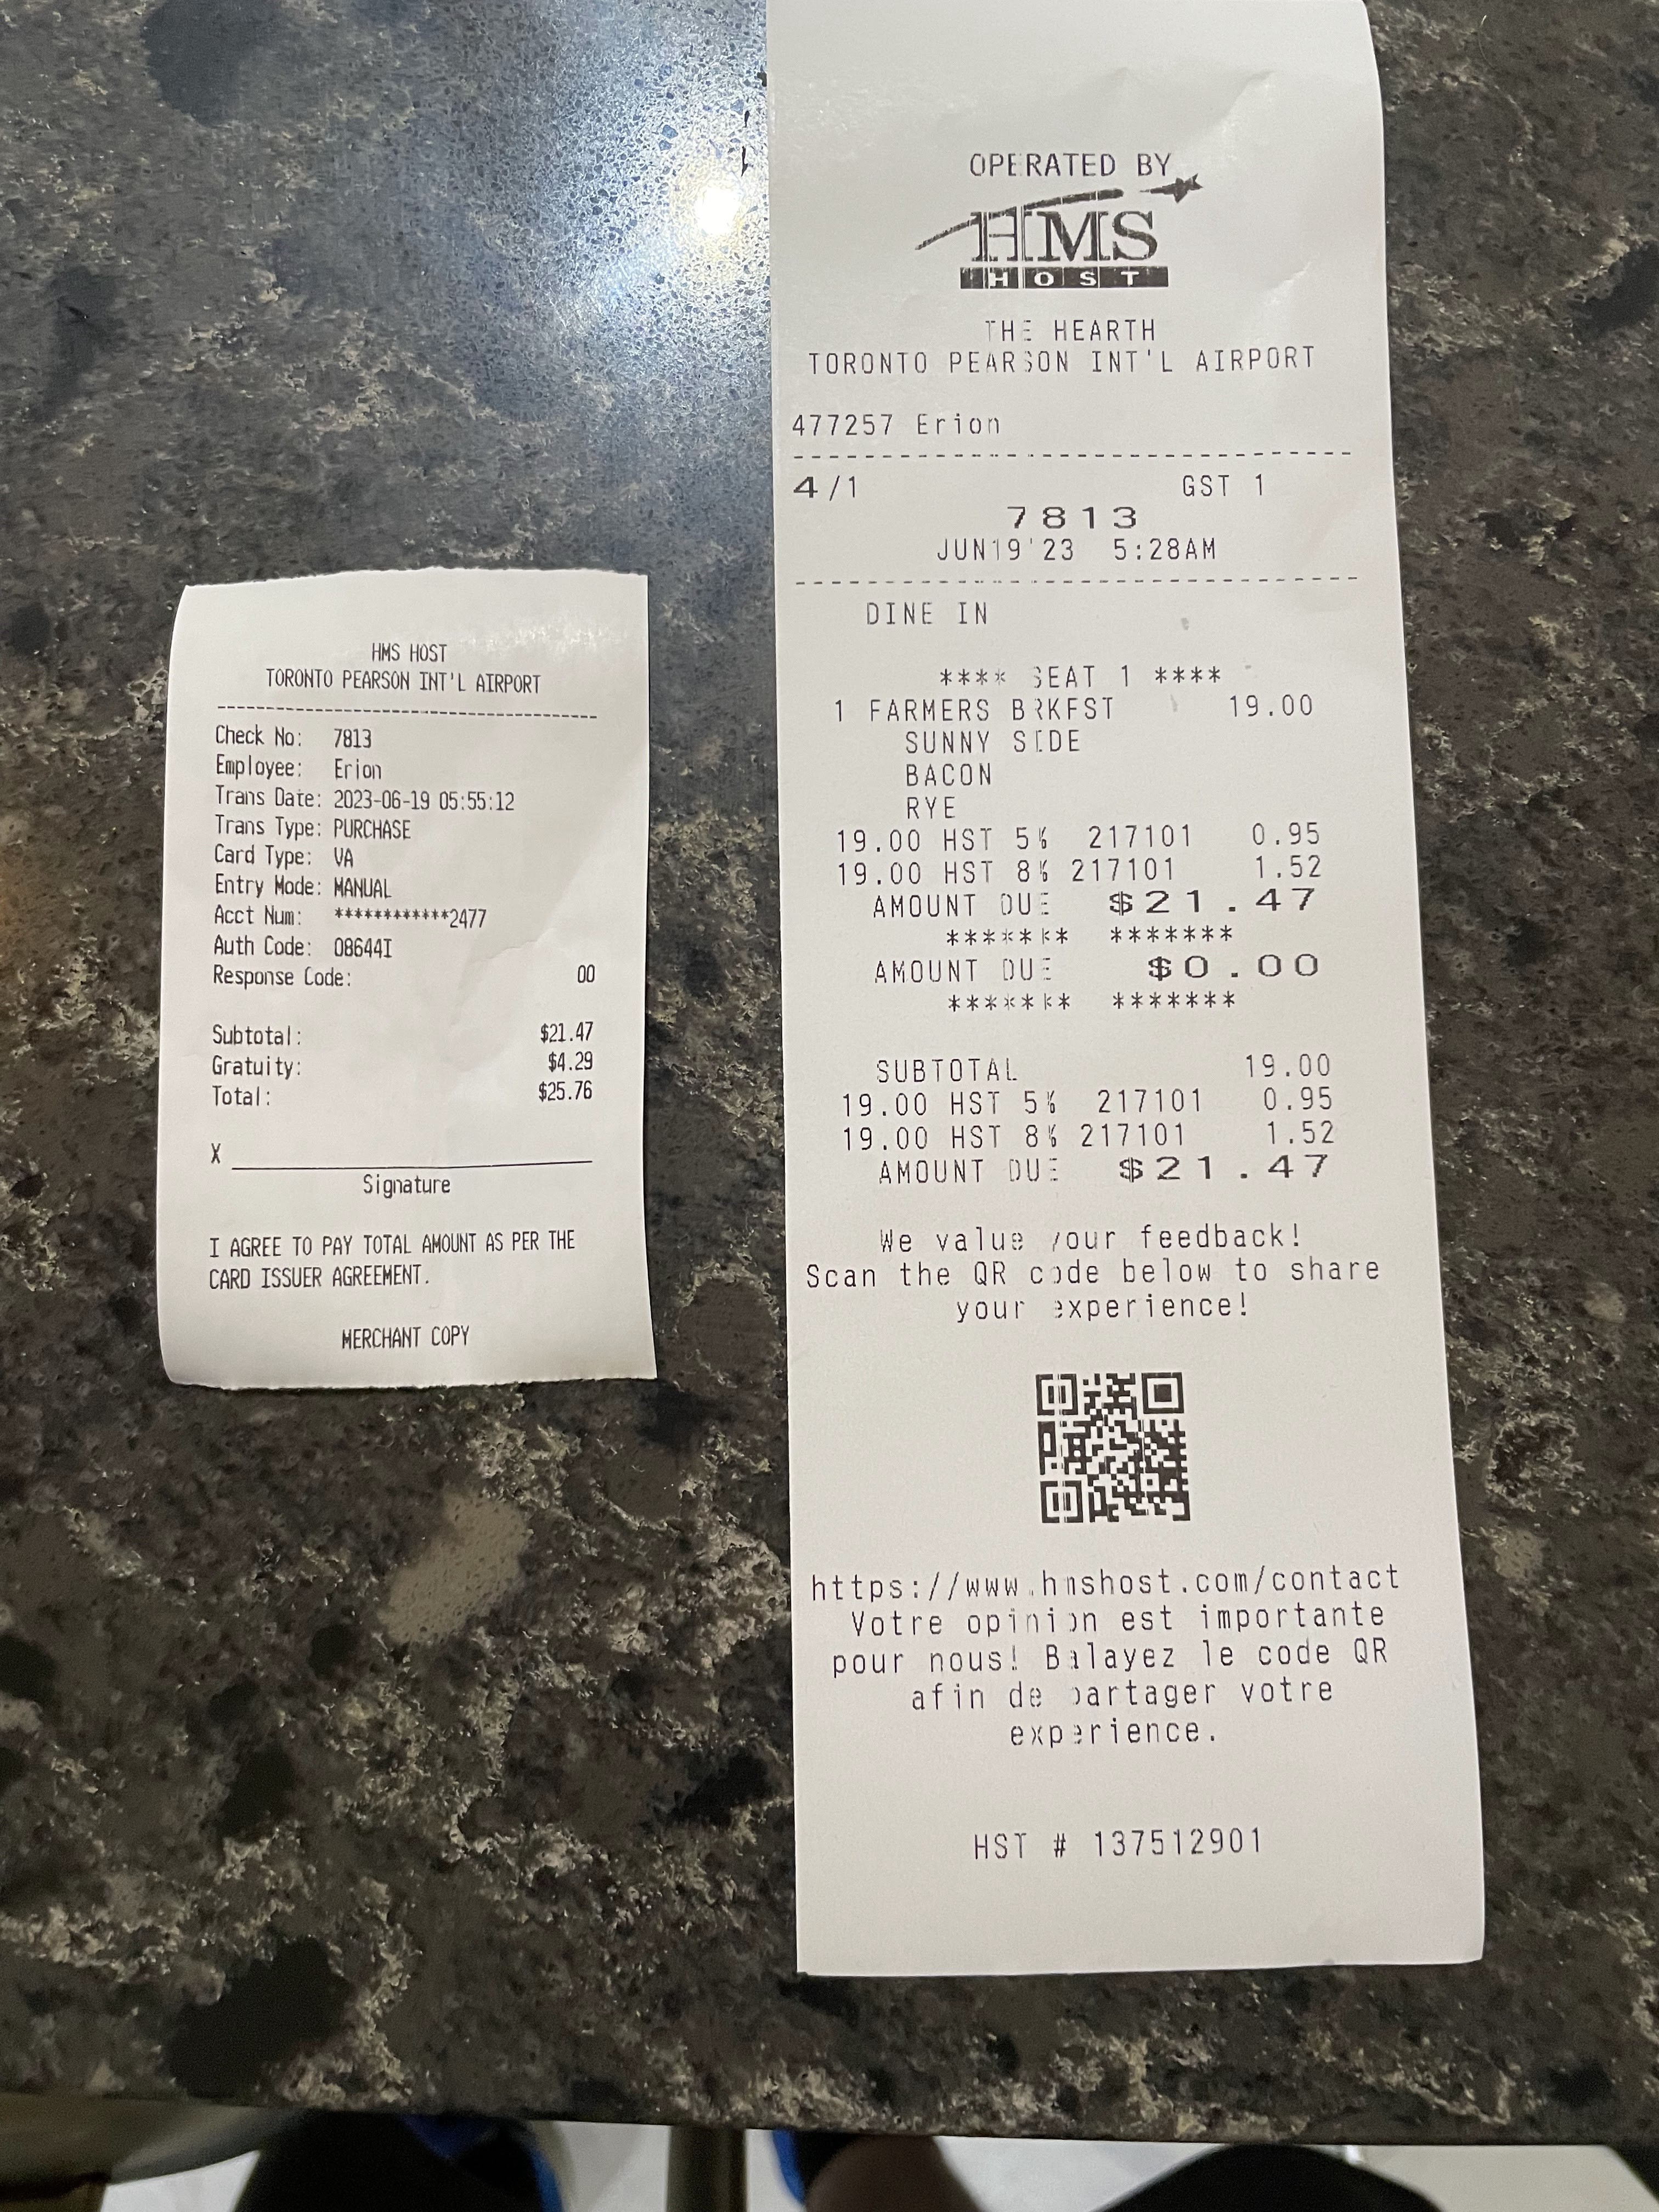 HMS HOST
TORONTO PEARSON INT'L AIRPORT
Check No: 7813
Employee: Erion
Trans Date: 2023-06-19 05:55:12
Trans Type: PURCHASE
Card Type: VA
Entry Mode: MANUAL
Acct Num: ************2477
Auth Code: 08644I
Response Code: 00
Subtotal: $21.47
Gratuity: $4.29
Total: $25.76
X
Signature
I AGREE TO PAY TOTAL AMOUNT AS PER THE
CARD ISSUER AGREEMENT.
MERCHANT COPY
OPERATED BY
HMS
HOST
THE HEARTH
TORONTO PEARSON INT'L AIRPORT
477257 Erion
4/1 GST 1
7813
JUN19'23 5:28AM
DINE IN
**** SEAT 1 ****
1 FARMERS BRKFST 19.00
SUNNY SIDE
BACON
RYE
19.00 HST 5% 217101 0.95
19.00 HST 8% 217101 1.52
AMOUNT DUE $21.47
******* *******
AMOUNT DUE $0.00
******* *******
SUBTOTAL 19.00
19.00 HST 5% 217101 0.95
19.00 HST 8% 217101 1.52
AMOUNT DUE $21.47
We value your feedback!
Scan the QR code below to share
your experience!
https://www.hmshost.com/contact
Votre opinion est importante
pour nous! Balayez le code QR
afin de partager votre
experience.
HST # 137512901